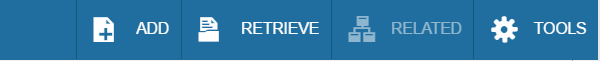 ADD RETRIEVE RELATED TOOLS